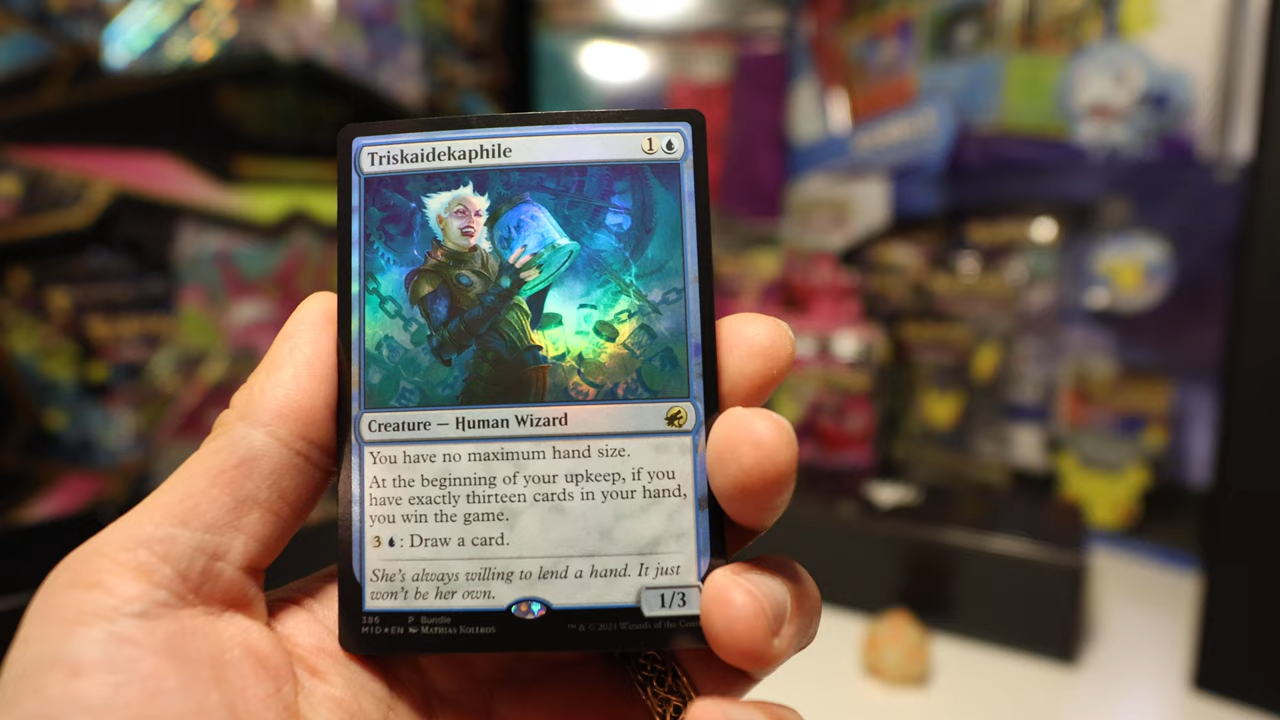 Triskaidekaphile 1
Creature — Human Wizard
You have no maximum hand size.
At the beginning of your upkeep, if you
have exactly thirteen cards in your hand,
you win the game.
3 : Draw a card.
She's always willing to lend a hand. It just
won't be her own.
1/3
386 P Bundle
MID★EN Mathias Kollros
™ & © 2021 Wizards of the